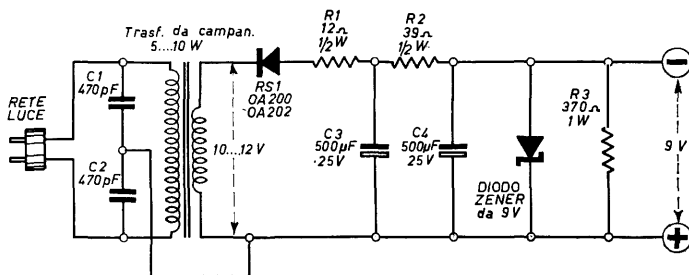 Trasf. da campan.
5....10 W
C1
470pF
RETE
LUCE
C2
470pF
10....12 V
RS1
OA200
OA202
R1
12Ω
1/2 W
R2
39Ω
1/2 W
C3
500µF
.25V
C4
500µF
25V
DIODO
ZENER
da 9V
R3
370Ω
1W
−
9 V
+